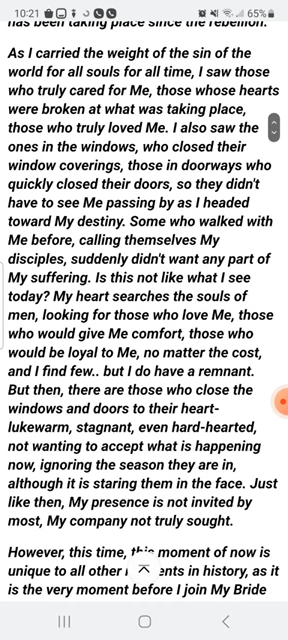 10:21
65%
has been taking place since the rebellion.
As I carried the weight of the sin of the
world for all souls for all time, I saw those
who truly cared for Me, those whose hearts
were broken at what was taking place,
those who truly loved Me. I also saw the
ones in the windows, who closed their
window coverings, those in doorways who
quickly closed their doors, so they didn't
have to see Me passing by as I headed
toward My destiny. Some who walked with
Me before, calling themselves My
disciples, suddenly didn't want any part of
My suffering. Is this not like what I see
today? My heart searches the souls of
men, looking for those who love Me, those
who would give Me comfort, those who
would be loyal to Me, no matter the cost,
and I find few.. but I do have a remnant.
But then, there are those who close the
windows and doors to their heart-
lukewarm, stagnant, even hard-hearted,
not wanting to accept what is happening
now, ignoring the season they are in,
although it is staring them in the face. Just
like then, My presence is not invited by
most, My company not truly sought.
However, this time, this moment of now is
unique to all other in history, as it
is the very moment before I join My Bride